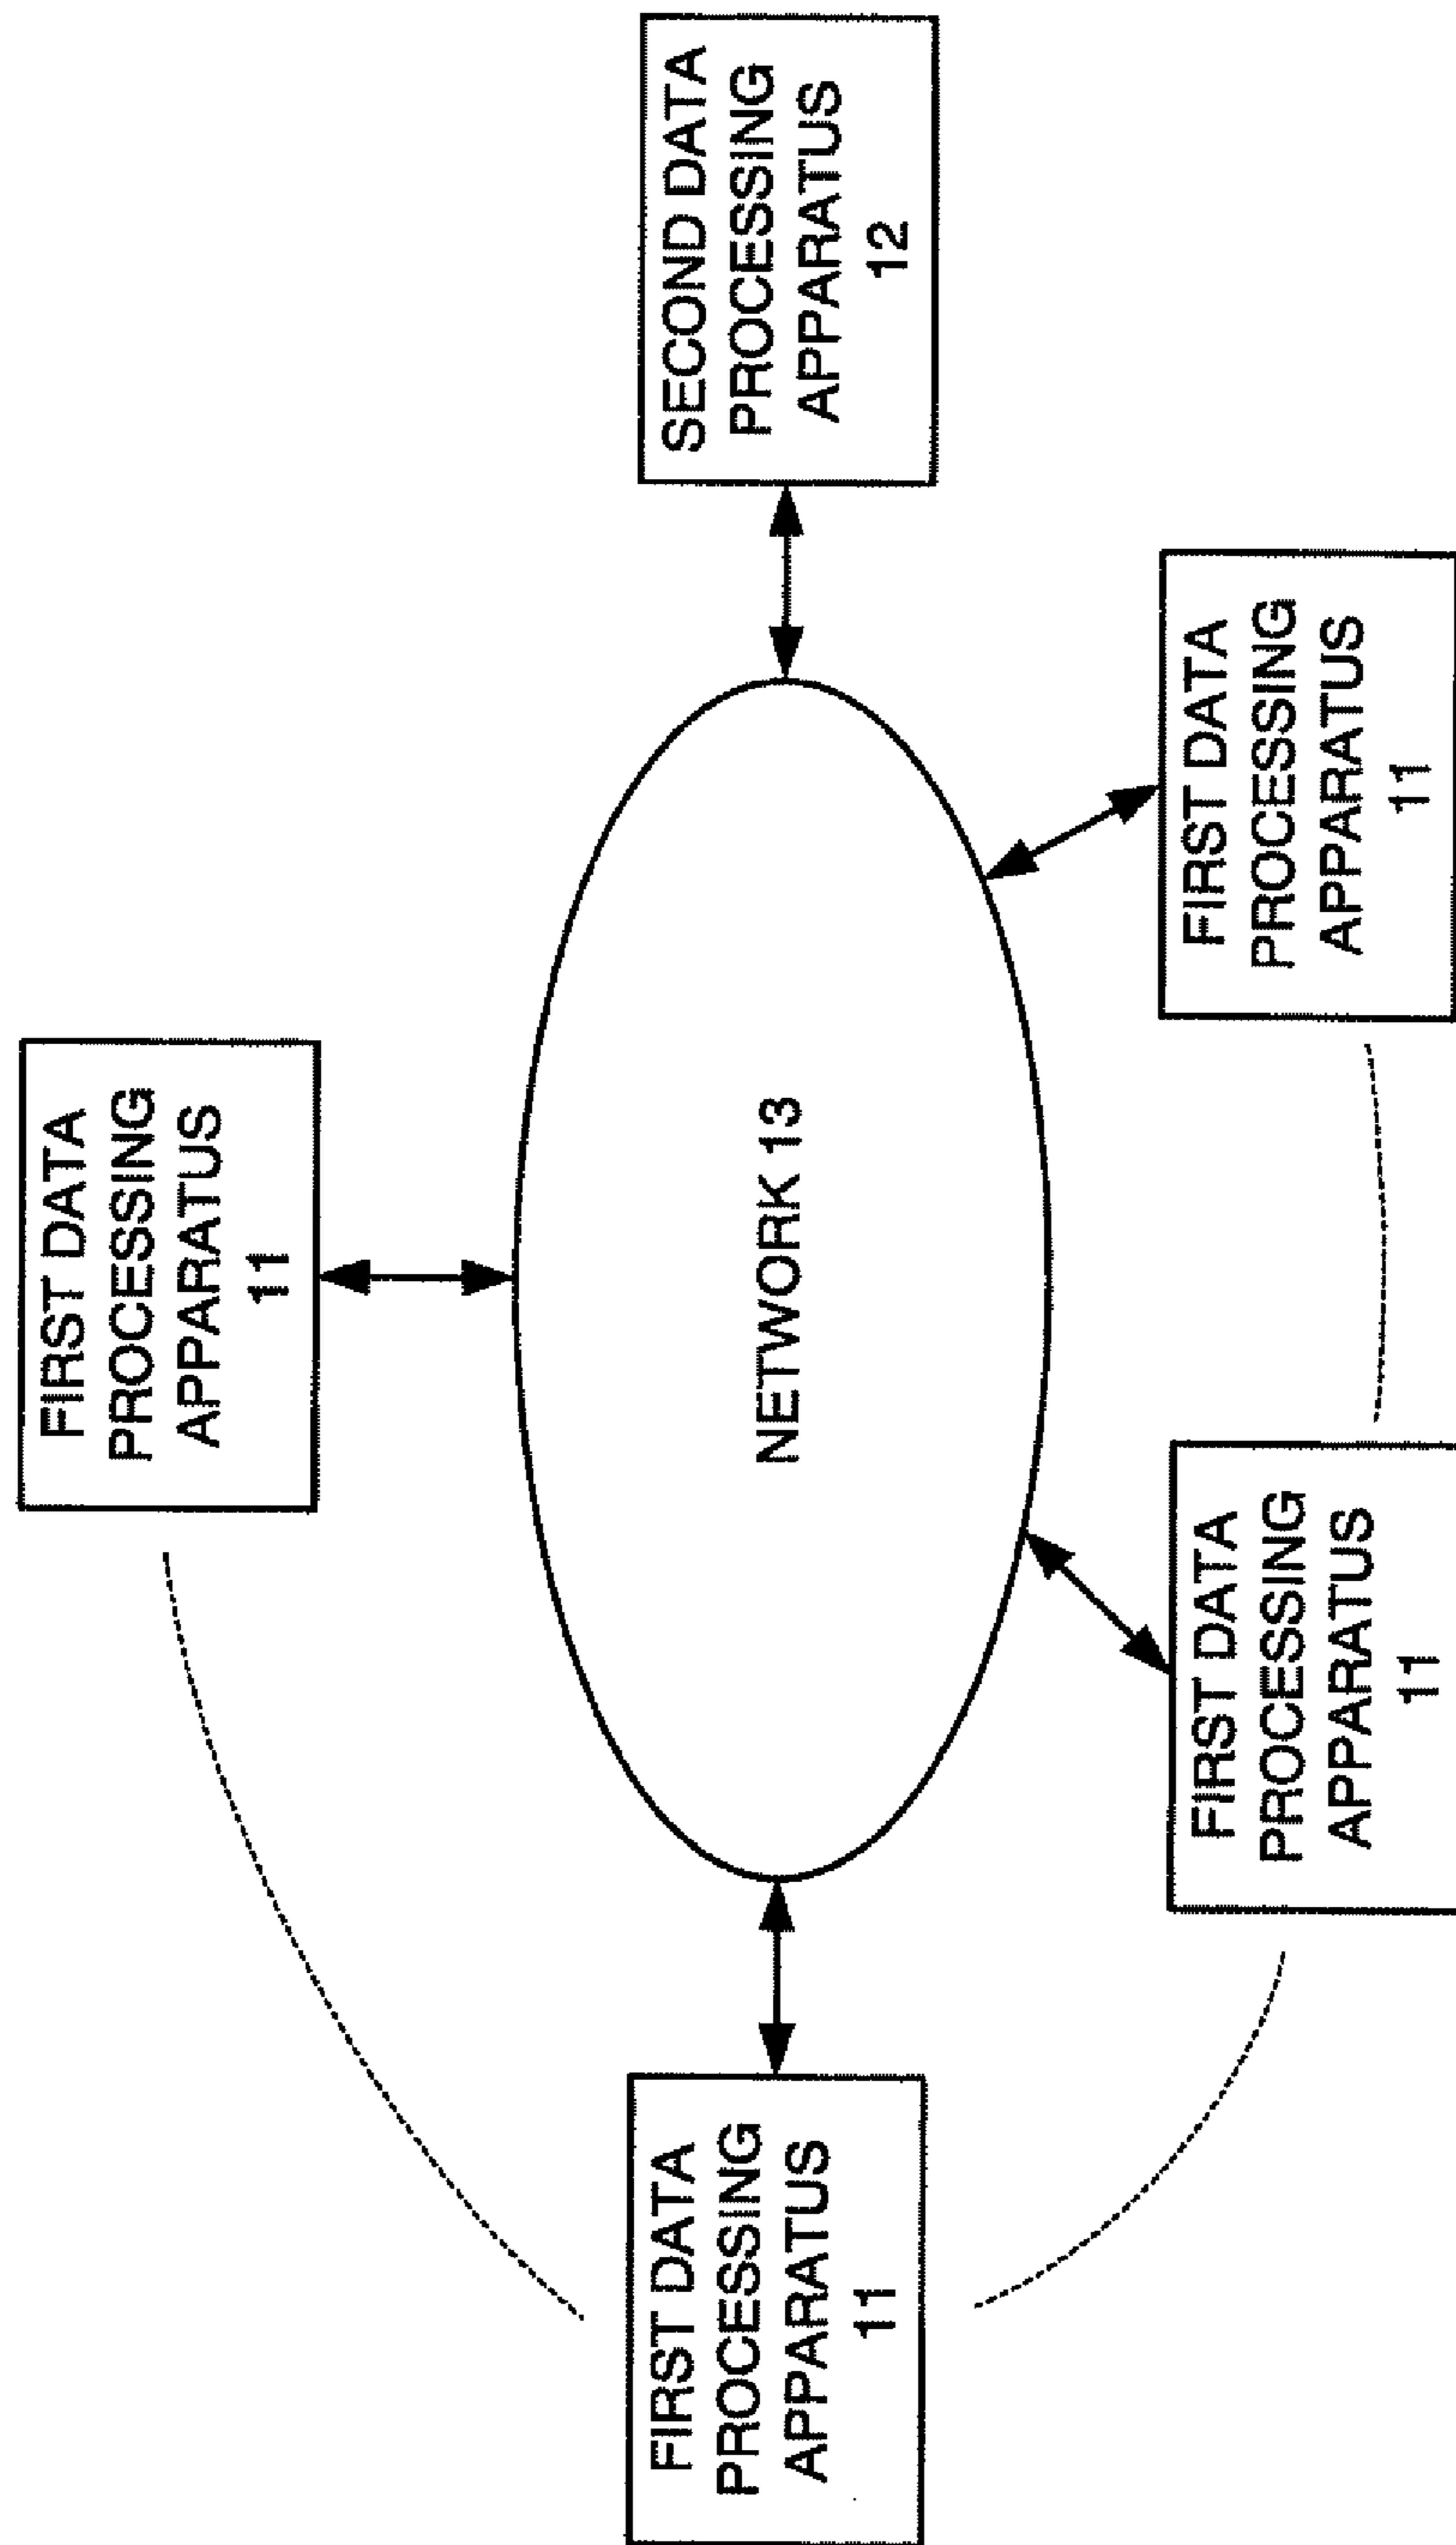 FIRST DATA
PROCESSING
APPARATUS
11
SECOND DATA
PROCESSING
APPARATUS
12
NETWORK 13
FIRST DATA
PROCESSING
APPARATUS
11
FIRST DATA
PROCESSING
APPARATUS
11
FIRST DATA
PROCESSING
APPARATUS
11